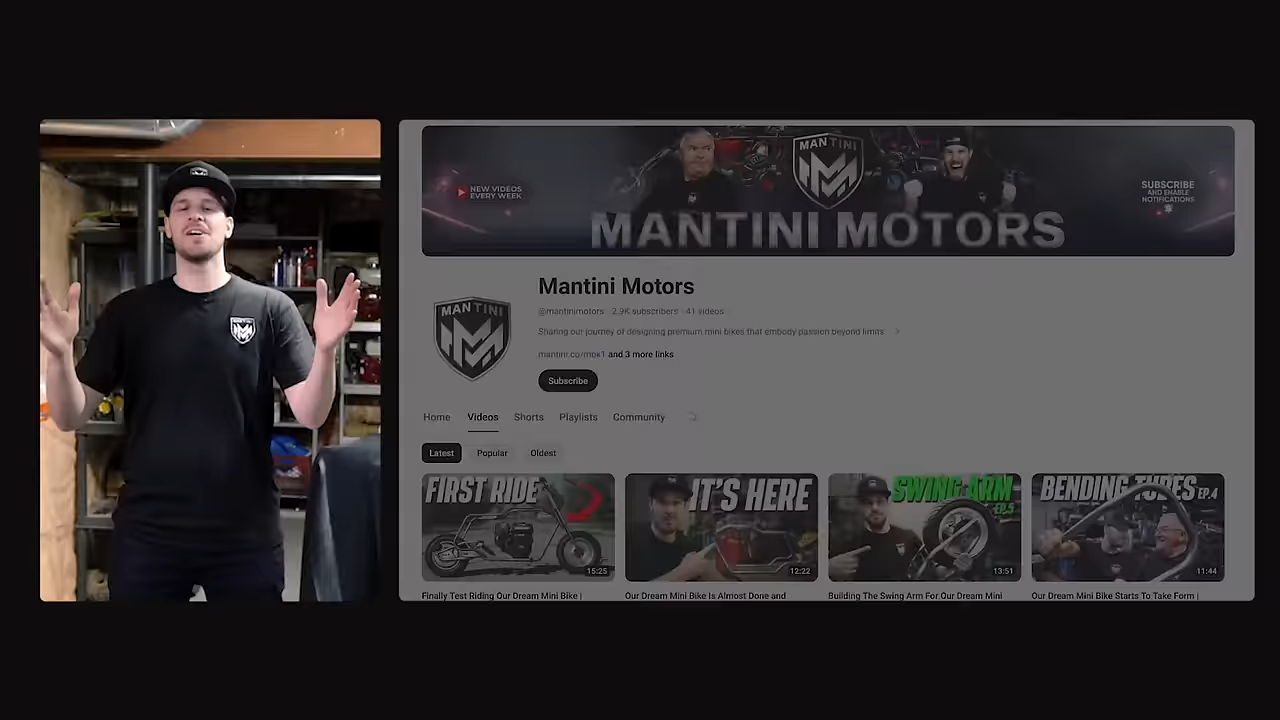 MANTINI
NEW VIDEOS
EVERY WEEK
SUBSCRIBE
AND ENABLE
NOTIFICATIONS
MANTINI MOTORS
Mantini Motors
@mantinimotors 2.9K subscribers 41 videos
Sharing our journey of designing premium mini bikes that embody passion beyond limits
MANTINI
mantini.co/mbk1 and 3 more links
Subscribe
Home Videos Shorts Playlists Community
Latest Popular Oldest
FIRST RIDE
15:25
IT'S HERE
12:22
SWING ARM
EP.5
13:51
BENDING TUBES EP.4
11:44
Finally Test Riding Our Dream Mini Bike |
Our Dream Mini Bike Is Almost Done and
Building The Swing Arm For Our Dream Mini
Our Dream Mini Bike Starts To Take Form |